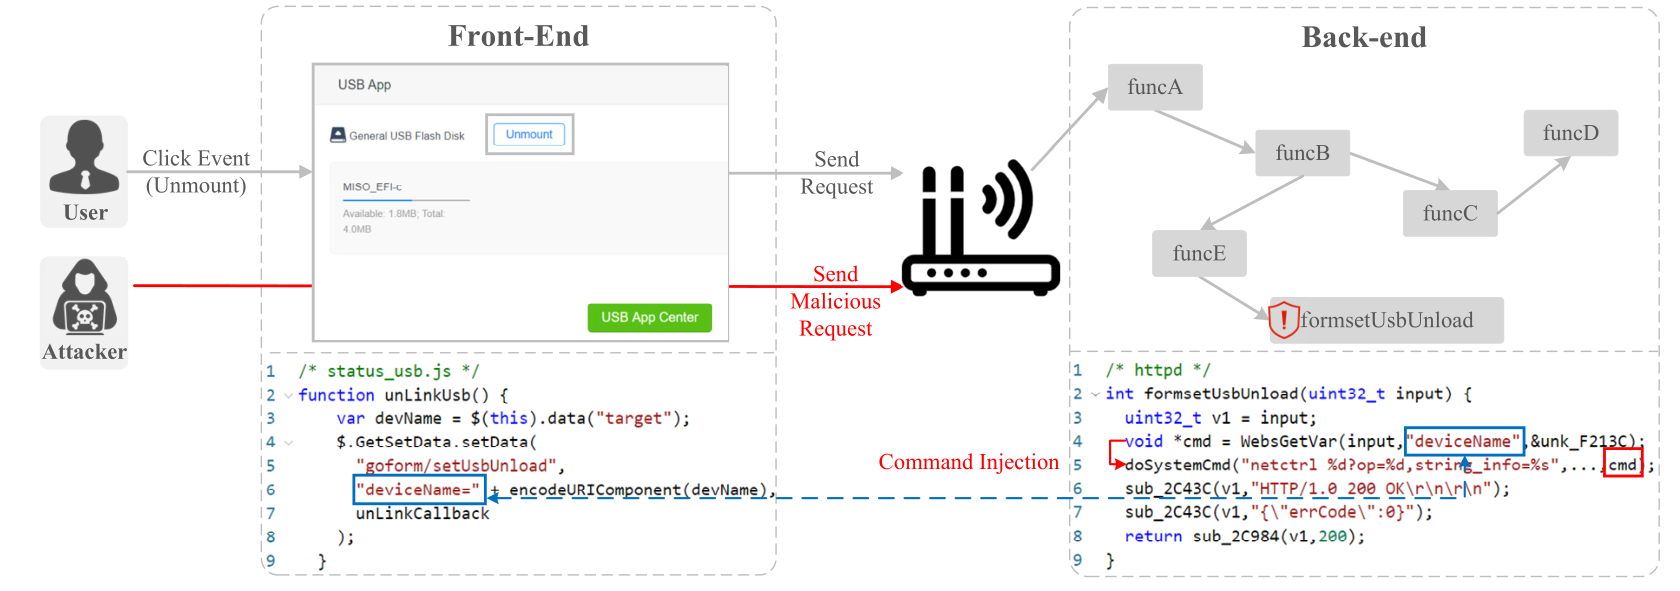 Front-End
USB App
General USB Flash Disk
Unmount
MISO_EFI-c
Available: 1.8MB; Total:
4.0MB
USB App Center
User
Click Event
(Unmount)
Attacker
Send
Request
Send
Malicious
Request
Command Injection
1 /* status_usb.js */
2 function unLinkUsb() {
3 var devName = $(this).data("target");
4 $.GetSetData.setData(
5 "goform/setUsbUnload",
6 "deviceName=" + encodeURIComponent(devName),
7 unLinkCallback
8 );
9 }
Back-end
funcA
funcB
funcD
funcC
funcE
formsetUsbUnload
1 /* httpd */
2 int formsetUsbUnload(uint32_t input) {
3 uint32_t v1 = input;
4 void *cmd = WebsGetVar(input,"deviceName",&unk_F213C);
5 doSystemCmd("netctrl %d?op=%d,string_info=%s",...,cmd);
6 sub_2C43C(v1,"HTTP/1.0 200 OK\r\n\r\n");
7 sub_2C43C(v1,"{\"errCode\":0}");
8 return sub_2C984(v1,200);
9 }